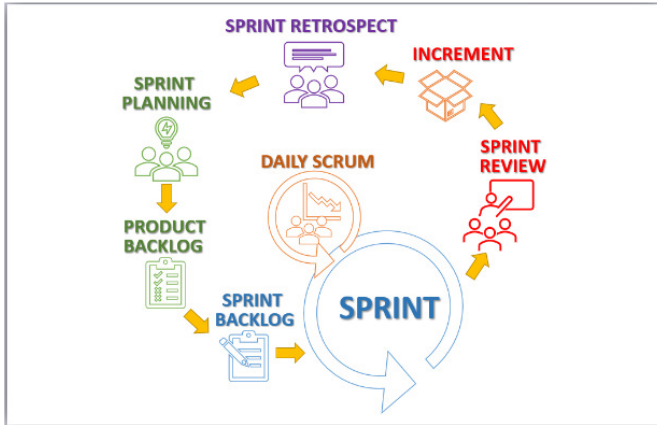 SPRINT RETROSPECT
INCREMENT
SPRINT
PLANNING
SPRINT
REVIEW
DAILY SCRUM
PRODUCT
BACKLOG
SPRINT
BACKLOG
SPRINT